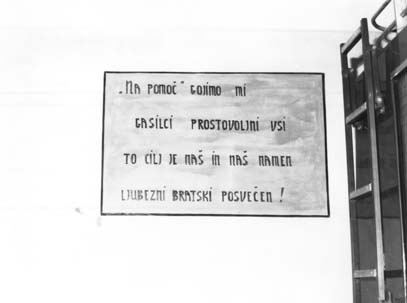 „NA POMOČ“ GOJIMO MI
GASILCI PROSTOVOLJNI VSI
TO CILJ JE NAŠ IN NAŠ NAMEN
LJUBEZNI BRATSKI POSVEČEN!